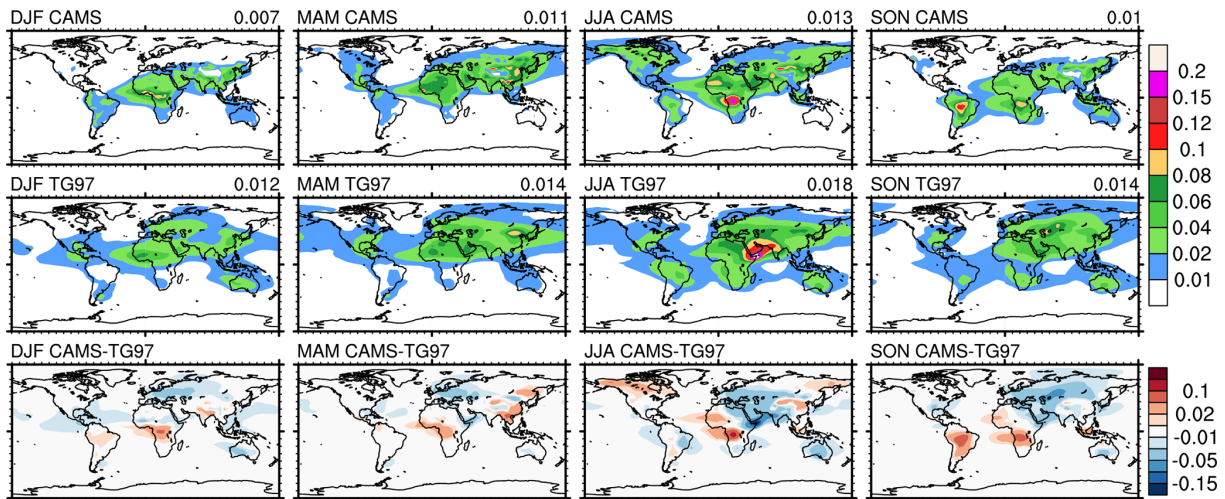 DJF CAMS 0.007
MAM CAMS 0.011
JJA CAMS 0.013
SON CAMS 0.01
0.2
0.15
0.12
0.1
0.08
0.06
0.04
0.02
0.01
DJF TG97 0.012
MAM TG97 0.014
JJA TG97 0.018
SON TG97 0.014
DJF CAMS-TG97
MAM CAMS-TG97
JJA CAMS-TG97
SON CAMS-TG97
0.1
0.02
-0.01
-0.05
-0.15